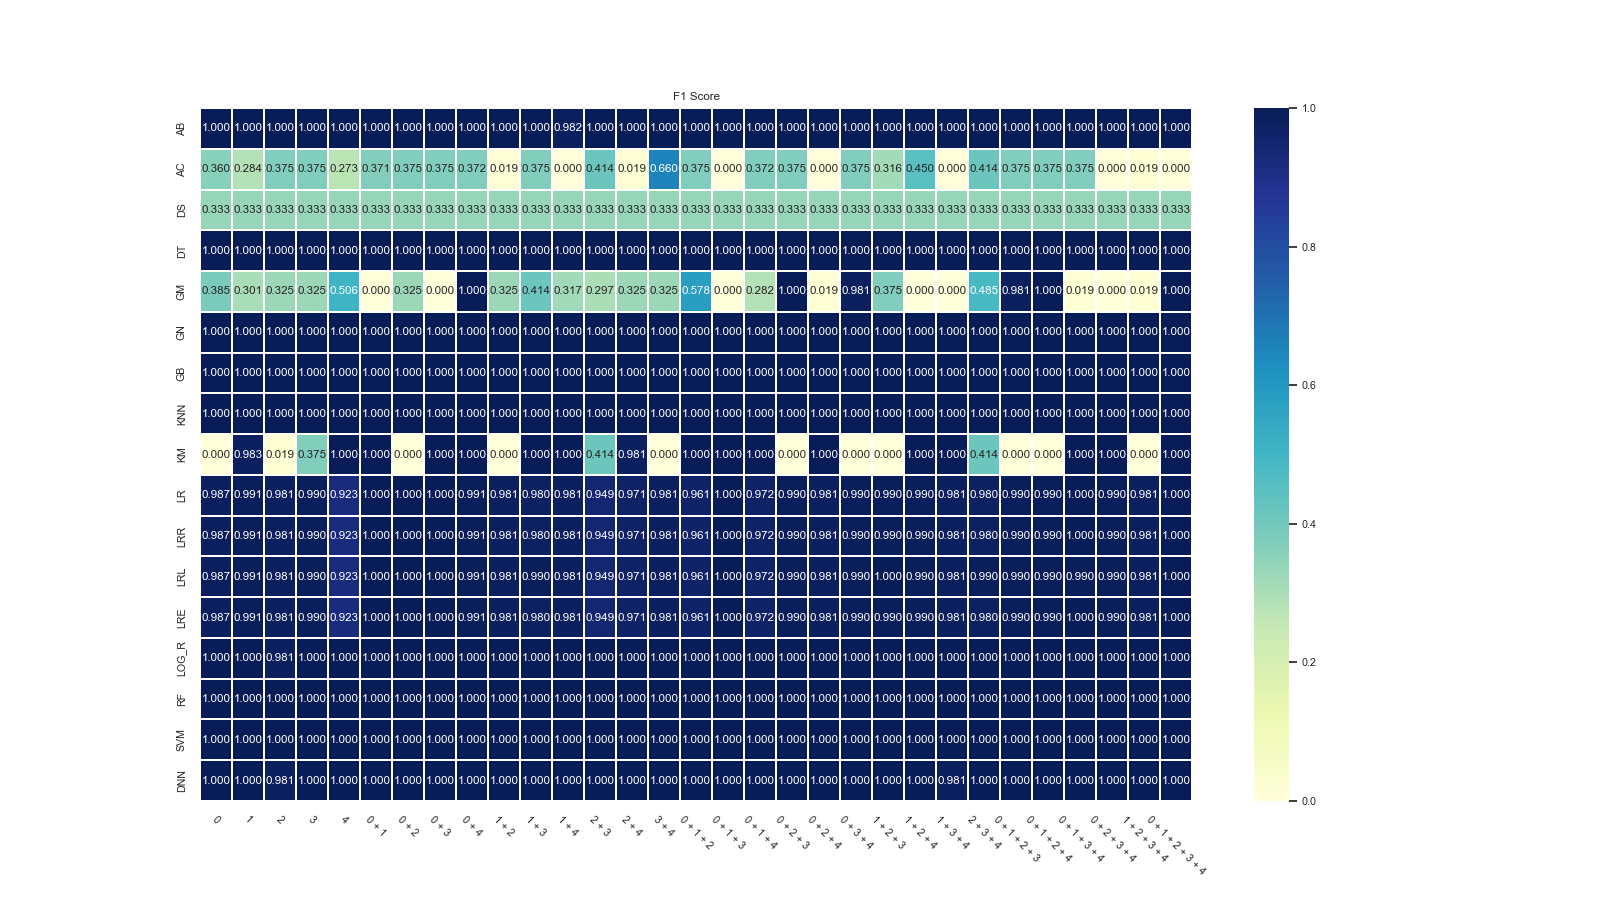 F1 Score
AB 1.000 1.000 1.000 1.000 1.000 1.000 1.000 1.000 1.000 1.000 1.000 0.982 1.000 1.000 1.000 1.000 1.000 1.000 1.000 1.000 1.000 1.000 1.000 1.000 1.000 1.000 1.000 1.000 1.000 1.000 1.000
AC 0.360 0.284 0.375 0.375 0.273 0.371 0.375 0.375 0.372 0.019 0.375 0.000 0.414 0.019 0.660 0.375 0.000 0.372 0.375 0.000 0.375 0.316 0.450 0.000 0.414 0.375 0.375 0.375 0.000 0.019 0.000
DS 0.333 0.333 0.333 0.333 0.333 0.333 0.333 0.333 0.333 0.333 0.333 0.333 0.333 0.333 0.333 0.333 0.333 0.333 0.333 0.333 0.333 0.333 0.333 0.333 0.333 0.333 0.333 0.333 0.333 0.333 0.333
DT 1.000 1.000 1.000 1.000 1.000 1.000 1.000 1.000 1.000 1.000 1.000 1.000 1.000 1.000 1.000 1.000 1.000 1.000 1.000 1.000 1.000 1.000 1.000 1.000 1.000 1.000 1.000 1.000 1.000 1.000 1.000
GM 0.385 0.301 0.325 0.325 0.506 0.000 0.325 0.000 1.000 0.325 0.414 0.317 0.297 0.325 0.325 0.578 0.000 0.282 1.000 0.019 0.981 0.375 0.000 0.000 0.485 0.981 1.000 0.019 0.000 0.019 1.000
GN 1.000 1.000 1.000 1.000 1.000 1.000 1.000 1.000 1.000 1.000 1.000 1.000 1.000 1.000 1.000 1.000 1.000 1.000 1.000 1.000 1.000 1.000 1.000 1.000 1.000 1.000 1.000 1.000 1.000 1.000 1.000
GB 1.000 1.000 1.000 1.000 1.000 1.000 1.000 1.000 1.000 1.000 1.000 1.000 1.000 1.000 1.000 1.000 1.000 1.000 1.000 1.000 1.000 1.000 1.000 1.000 1.000 1.000 1.000 1.000 1.000 1.000 1.000
KNN 1.000 1.000 1.000 1.000 1.000 1.000 1.000 1.000 1.000 1.000 1.000 1.000 1.000 1.000 1.000 1.000 1.000 1.000 1.000 1.000 1.000 1.000 1.000 1.000 1.000 1.000 1.000 1.000 1.000 1.000 1.000
KM 0.000 0.983 0.019 0.375 1.000 1.000 0.000 1.000 1.000 0.000 1.000 1.000 0.414 0.981 0.000 1.000 1.000 1.000 0.000 1.000 0.000 0.000 1.000 1.000 0.414 0.000 0.000 1.000 1.000 0.000 1.000
LR 0.987 0.991 0.981 0.990 0.923 1.000 1.000 1.000 0.991 0.981 0.980 0.981 0.949 0.971 0.981 0.961 1.000 0.972 0.990 0.981 0.990 0.990 0.990 0.981 0.980 0.990 0.990 1.000 0.990 0.981 1.000
LRR 0.987 0.991 0.981 0.990 0.923 1.000 1.000 1.000 0.991 0.981 0.980 0.981 0.949 0.971 0.981 0.961 1.000 0.972 0.990 0.981 0.990 0.990 0.990 0.981 0.980 0.990 0.990 1.000 0.990 0.981 1.000
LRL 0.987 0.991 0.981 0.990 0.923 1.000 1.000 1.000 0.991 0.981 0.990 0.981 0.949 0.971 0.981 0.961 1.000 0.972 0.990 0.981 0.990 1.000 0.990 0.981 0.990 0.990 0.990 0.990 0.990 0.981 1.000
LRE 0.987 0.991 0.981 0.990 0.923 1.000 1.000 1.000 0.991 0.981 0.980 0.981 0.949 0.971 0.981 0.961 1.000 0.972 0.990 0.981 0.990 0.990 0.990 0.981 0.980 0.990 0.990 1.000 0.990 0.981 1.000
LOG_R 1.000 1.000 0.981 1.000 1.000 1.000 1.000 1.000 1.000 1.000 1.000 1.000 1.000 1.000 1.000 1.000 1.000 1.000 1.000 1.000 1.000 1.000 1.000 1.000 1.000 1.000 1.000 1.000 1.000 1.000 1.000
RF 1.000 1.000 1.000 1.000 1.000 1.000 1.000 1.000 1.000 1.000 1.000 1.000 1.000 1.000 1.000 1.000 1.000 1.000 1.000 1.000 1.000 1.000 1.000 1.000 1.000 1.000 1.000 1.000 1.000 1.000 1.000
SVM 1.000 1.000 1.000 1.000 1.000 1.000 1.000 1.000 1.000 1.000 1.000 1.000 1.000 1.000 1.000 1.000 1.000 1.000 1.000 1.000 1.000 1.000 1.000 1.000 1.000 1.000 1.000 1.000 1.000 1.000 1.000
DNN 1.000 1.000 0.981 1.000 1.000 1.000 1.000 1.000 1.000 1.000 1.000 1.000 1.000 1.000 1.000 1.000 1.000 1.000 1.000 1.000 1.000 1.000 1.000 0.981 1.000 1.000 1.000 1.000 1.000 1.000 1.000
0
1
2
3
4
0 + 1
0 + 2
0 + 3
0 + 4
1 + 2
1 + 3
1 + 4
2 + 3
2 + 4
3 + 4
0 + 1 + 2
0 + 1 + 3
0 + 1 + 4
0 + 2 + 3
0 + 2 + 4
0 + 3 + 4
1 + 2 + 3
1 + 2 + 4
1 + 3 + 4
2 + 3 + 4
0 + 1 + 2 + 3
0 + 1 + 2 + 4
0 + 1 + 3 + 4
0 + 2 + 3 + 4
1 + 2 + 3 + 4
0 + 1 + 2 + 3 + 4
1.0
0.8
0.6
0.4
0.2
0.0